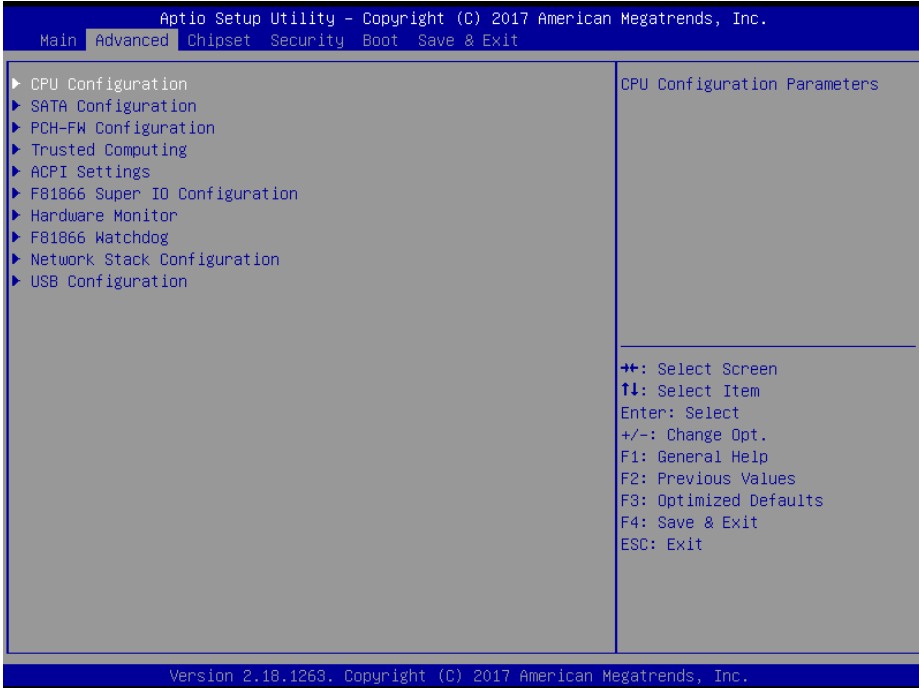 Aptio Setup Utility – Copyright (C) 2017 American Megatrends, Inc.
Main Advanced Chipset Security Boot Save & Exit
▶ CPU Configuration
▶ SATA Configuration
▶ PCH-FW Configuration
▶ Trusted Computing
▶ ACPI Settings
▶ F81866 Super IO Configuration
▶ Hardware Monitor
▶ F81866 Watchdog
▶ Network Stack Configuration
▶ USB Configuration
CPU Configuration Parameters
→←: Select Screen
↑↓: Select Item
Enter: Select
+/-: Change Opt.
F1: General Help
F2: Previous Values
F3: Optimized Defaults
F4: Save & Exit
ESC: Exit
Version 2.18.1263. Copyright (C) 2017 American Megatrends, Inc.